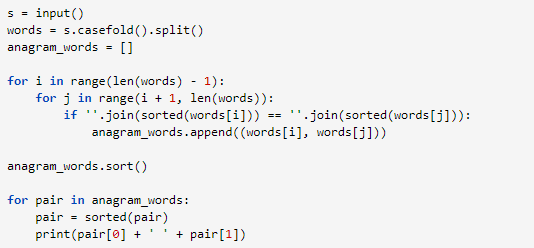 s = input()
words = s.casefold().split()
anagram_words = []

for i in range(len(words) - 1):
    for j in range(i + 1, len(words)):
        if ''.join(sorted(words[i])) == ''.join(sorted(words[j])):
            anagram_words.append((words[i], words[j]))

anagram_words.sort()

for pair in anagram_words:
    pair = sorted(pair)
    print(pair[0] + ' ' + pair[1])